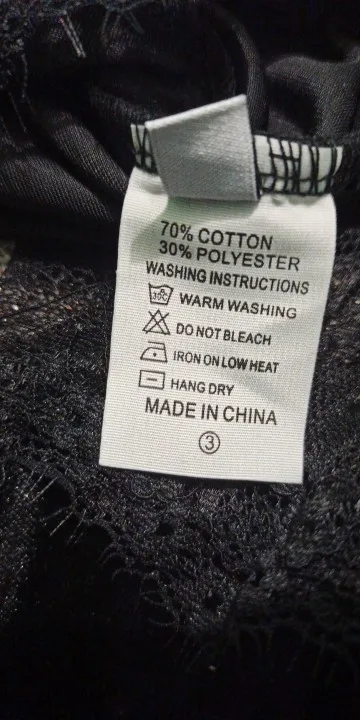 70% COTTON
30% POLYESTER
WASHING INSTRUCTIONS
30C WARM WASHING
DO NOT BLEACH
IRON ON LOW HEAT
HANG DRY
MADE IN CHINA
3